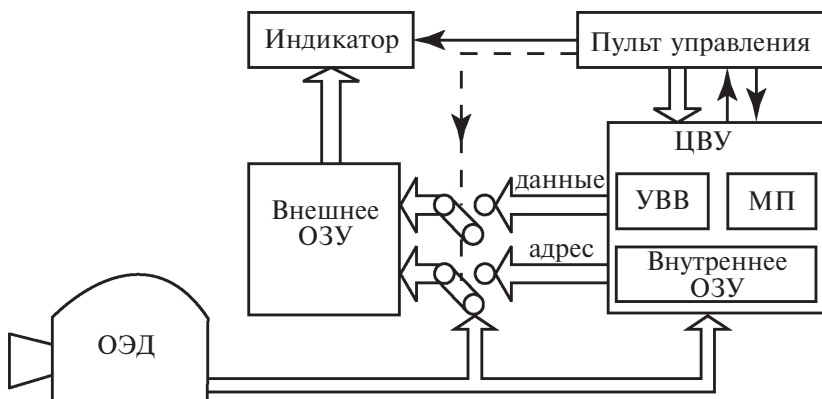 Индикатор
Пульт управления
ЦВУ
данные
УВВ
МП
Внешнее
ОЗУ
адрес
Внутреннее
ОЗУ
ОЭД